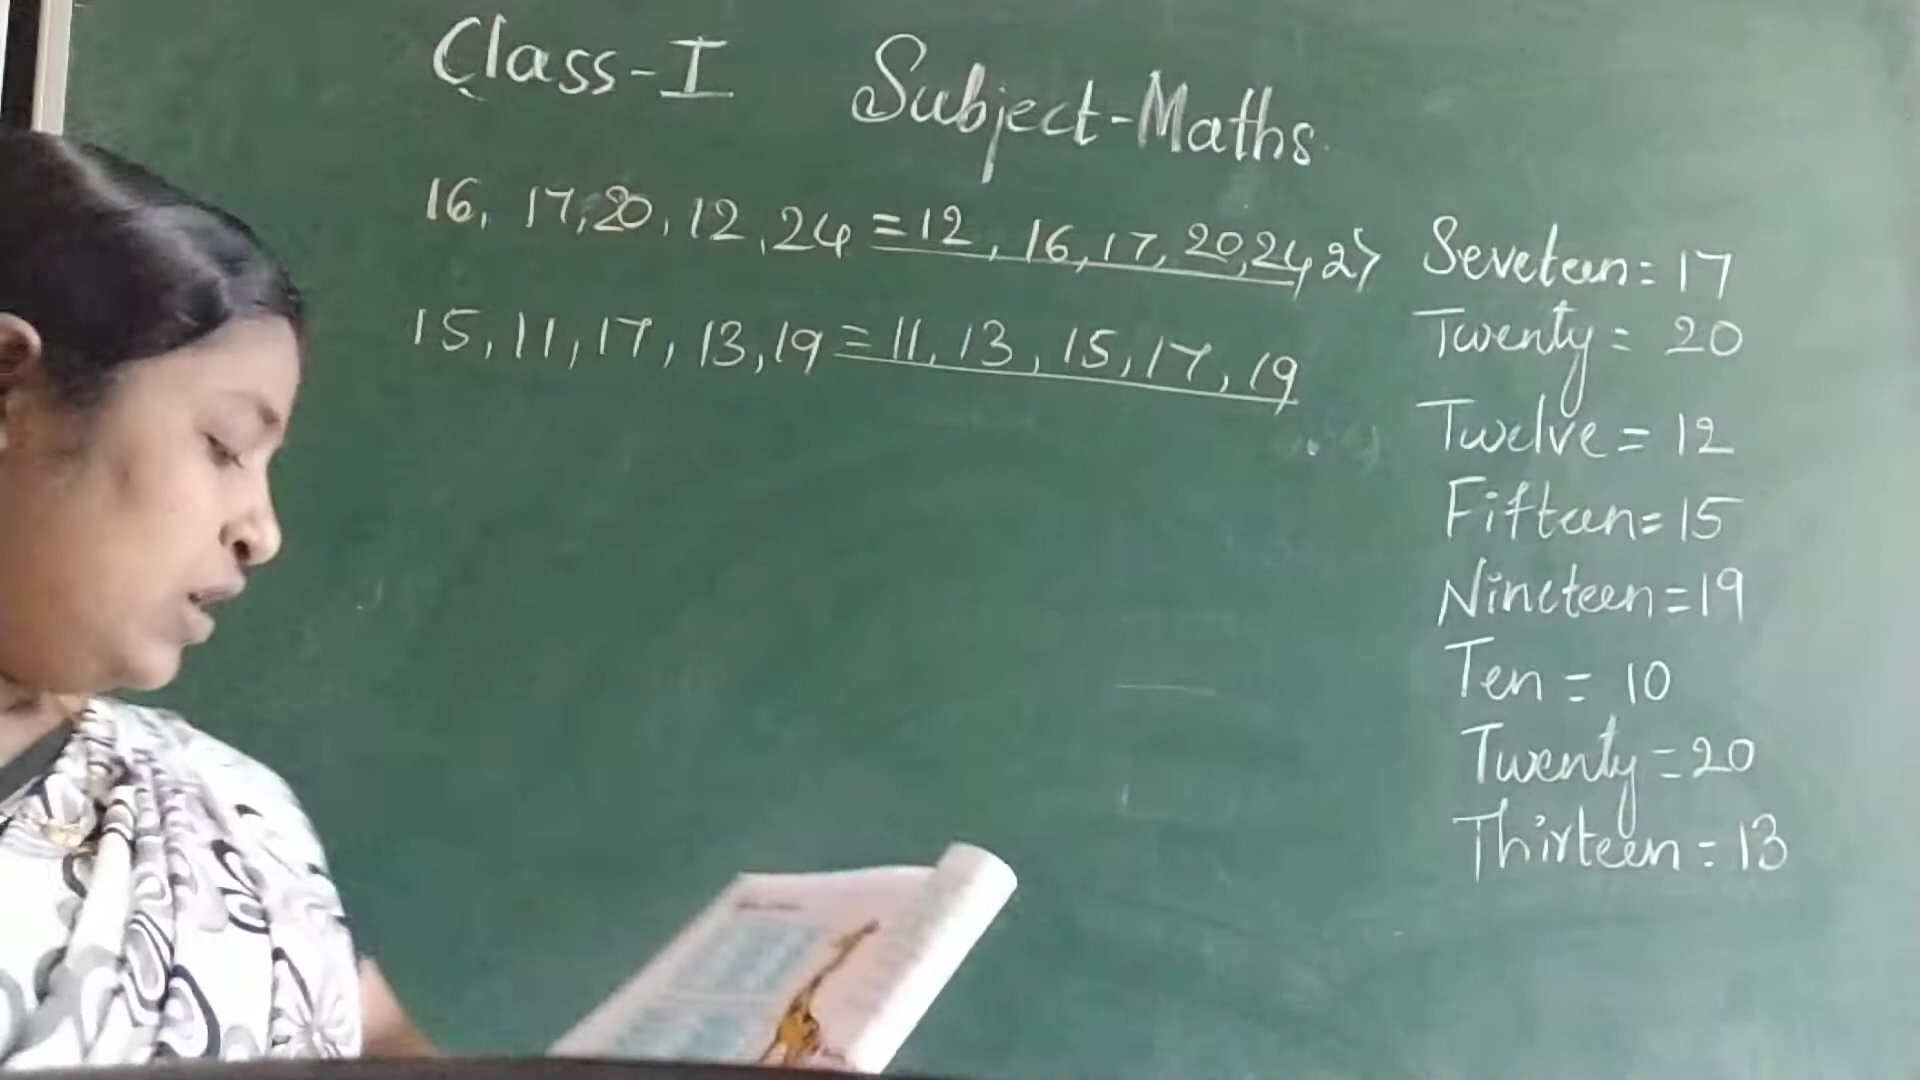 Class-I Subject-Maths
16, 17, 20, 12, 24 = 12, 16, 17, 20, 24,
15, 11, 17, 13, 19 = 11, 13, 15, 17, 19
2> Seveteen = 17
Twenty = 20
Twelve = 12
Fifteen = 15
Nineteen = 19
Ten = 10
Twenty = 20
Thirteen = 13